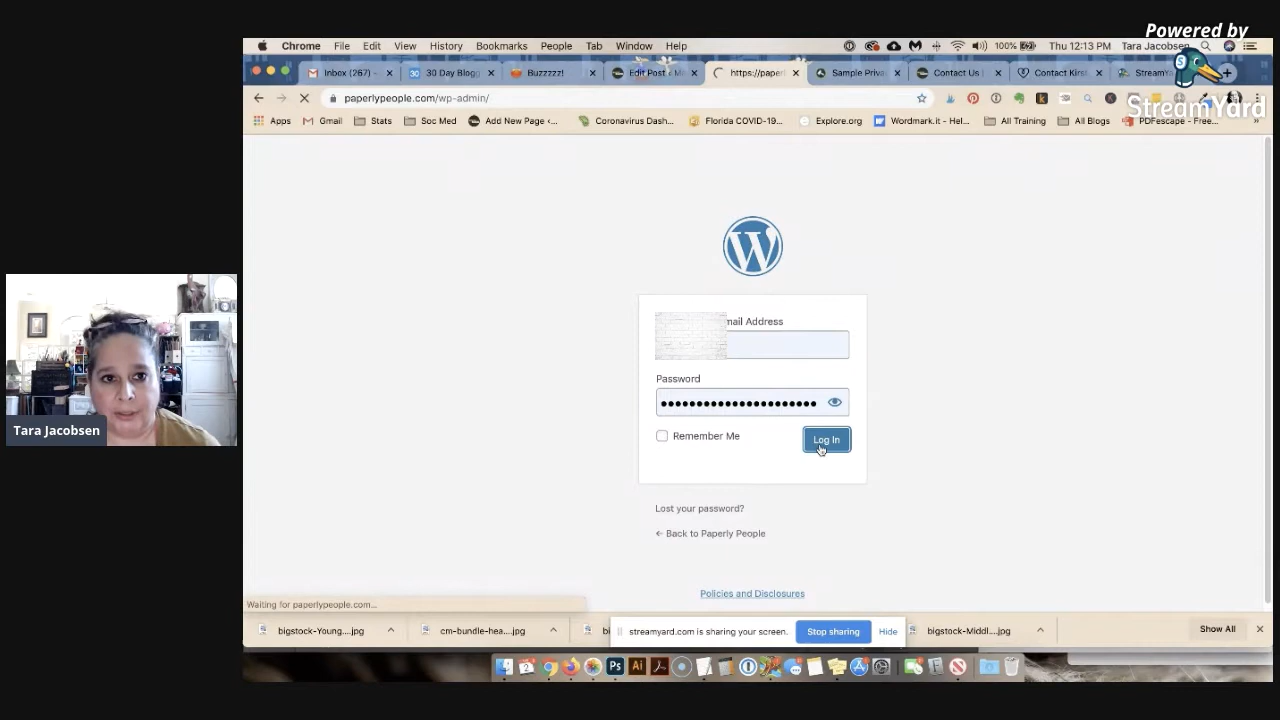 Powered by
StreamYard
Chrome File Edit View History Bookmarks People Tab Window Help 100% Thu 12:13 PM Tara Jacobsen
Inbox (267) - 30 Day Blogg Buzzzzz! Edit Post https://paper Sample Priva Contact Us Contact Kirs StreamYa
paperlypeople.com/wp-admin/
Apps Gmail Stats Soc Med Add New Page <... Coronavirus Dash... Florida COVID-19... Explore.org Wordmark.it - Hel... All Training All Blogs PDFescape - Free... »
mail Address
Password
Remember Me
Log In
Lost your password?
← Back to Paperly People
Policies and Disclosures
Tara Jacobsen
Waiting for paperlypeople.com...
bigstock-Young....jpg cm-bundle-hea....jpg bi streamyard.com is sharing your screen. Stop sharing Hide bigstock-Middl....jpg Show All
Ps Ai